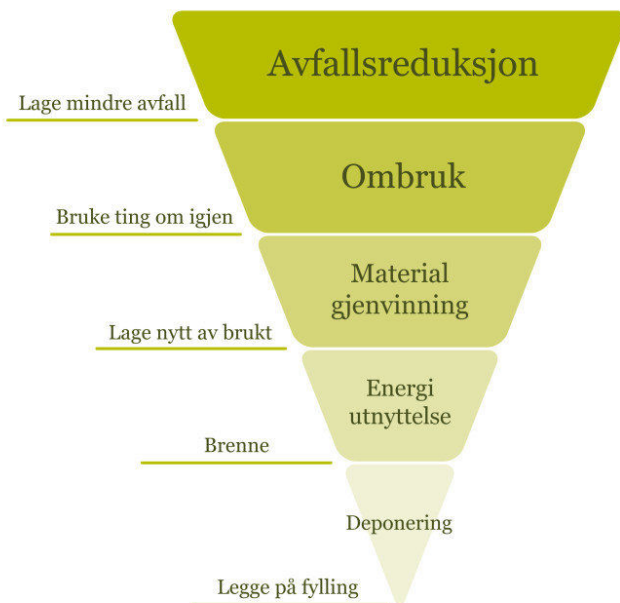 Avfallsreduksjon
Lage mindre avfall
Ombruk
Bruke ting om igjen
Material
gjenvinning
Lage nytt av brukt
Energi
utnyttelse
Brenne
Deponering
Legge på fylling